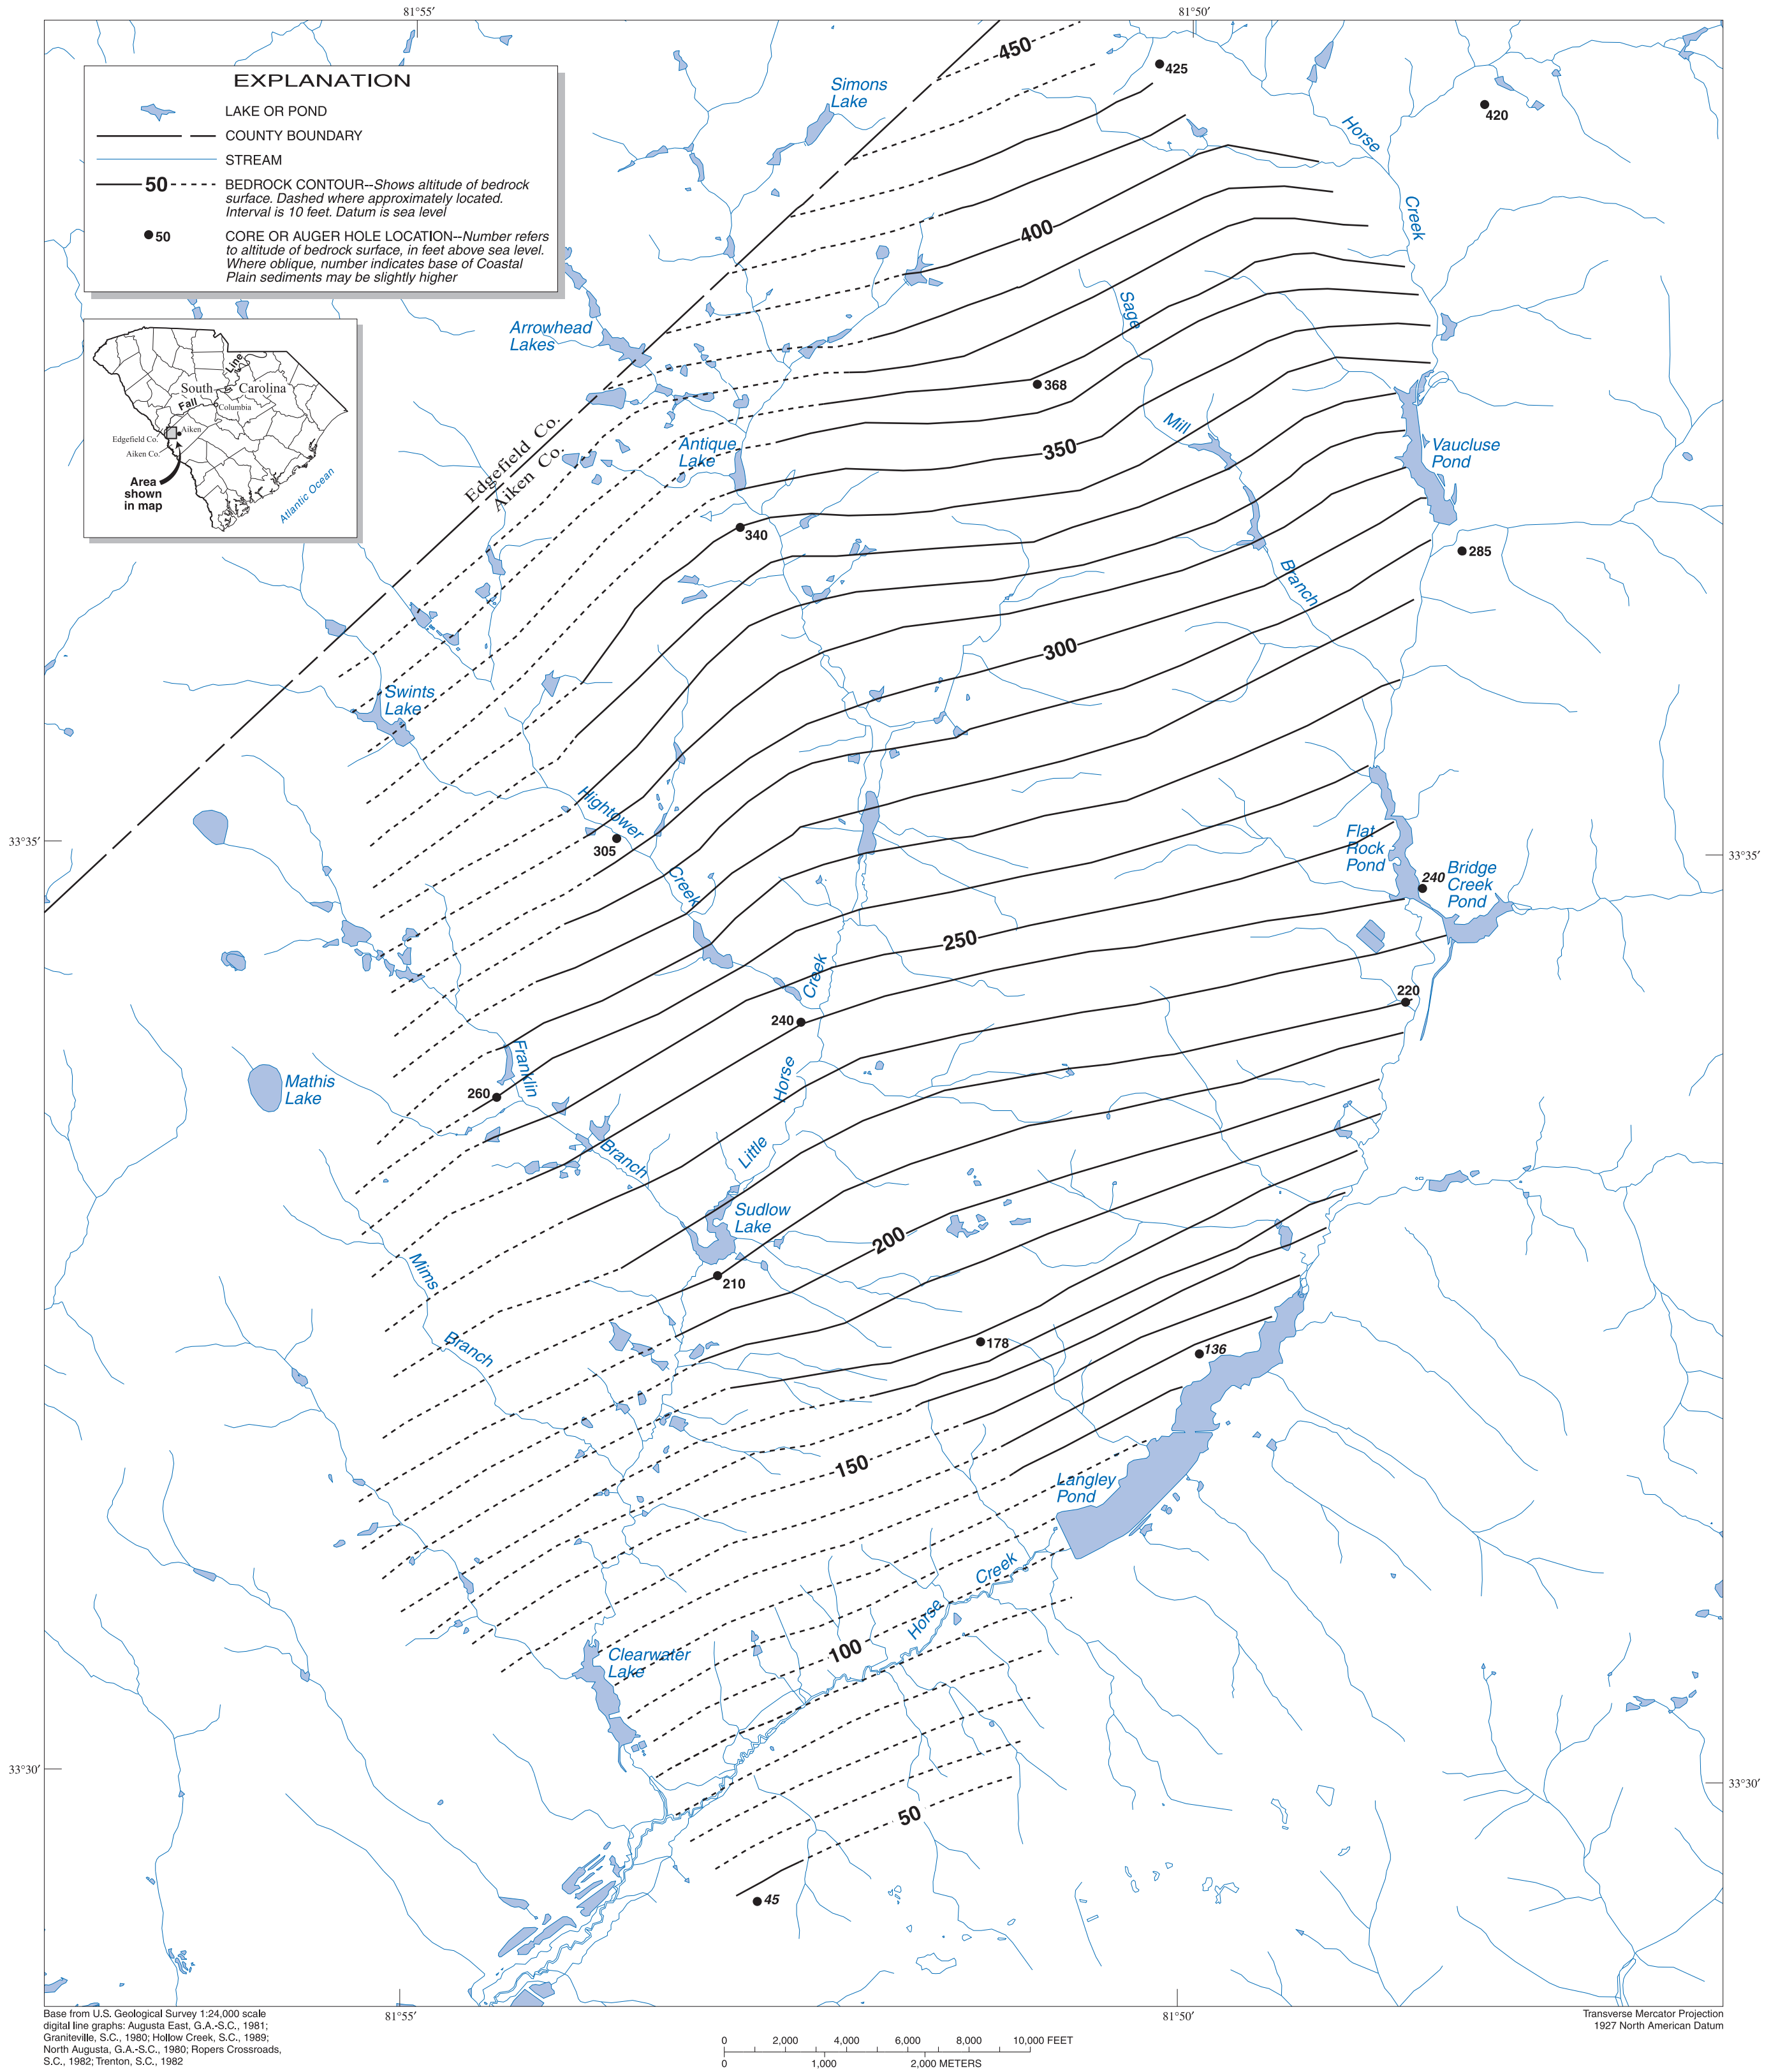 81°55′
81°50′
EXPLANATION
LAKE OR POND
COUNTY BOUNDARY
STREAM
50
BEDROCK CONTOUR--Shows altitude of bedrock
surface. Dashed where approximately located.
Interval is 10 feet. Datum is sea level
50
CORE OR AUGER HOLE LOCATION--Number refers
to altitude of bedrock surface, in feet above sea level.
Where oblique, number indicates base of Coastal
Plain sediments may be slightly higher
South Carolina
Fall Line
Columbia
Aiken
Edgefield Co.
Aiken Co.
Area
shown
in map
Atlantic Ocean
450
425
420
Simons
Lake
Horse
Creek
400
Arrowhead
Lakes
Sage
368
Mill
Edgefield Co.
Aiken Co.
Antique
Lake
350
Vaucluse
Pond
340
285
Branch
300
Swints
Lake
Hightower
305
Creek
33°35′
33°35′
Flat
Rock
Pond
240
Bridge
Creek
Pond
250
Creek
220
240
Franklin
260
Mathis
Lake
Horse
Branch
Little
Sudlow
Lake
200
Mims
210
Branch
178
136
150
Langley
Pond
Creek
Horse
100
Clearwater
Lake
33°30′
33°30′
50
45
81°55′
81°50′
Base from U.S. Geological Survey 1:24,000 scale
digital line graphs: Augusta East, G.A.-S.C., 1981;
Graniteville, S.C., 1980; Hollow Creek, S.C., 1989;
North Augusta, G.A.-S.C., 1980; Ropers Crossroads,
S.C., 1982; Trenton, S.C., 1982
0 2,000 4,000 6,000 8,000 10,000 FEET
0 1,000 2,000 METERS
Transverse Mercator Projection
1927 North American Datum